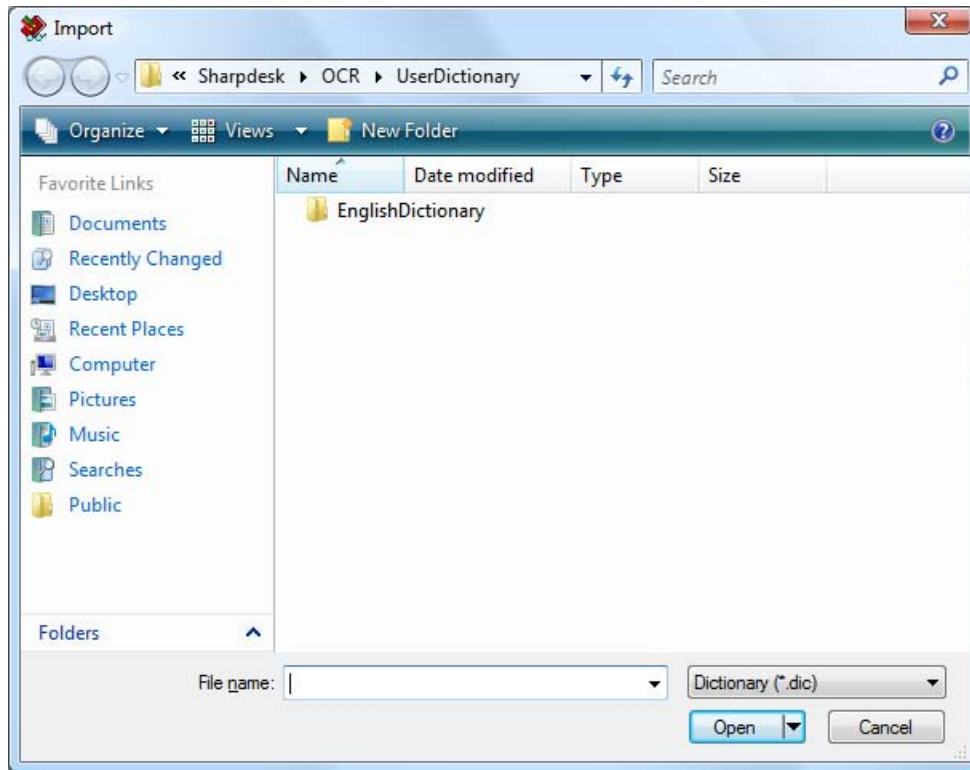 Import
« Sharpdesk OCR UserDictionary Search
Organize Views New Folder
Favorite Links
Documents
Recently Changed
Desktop
Recent Places
Computer
Pictures
Music
Searches
Public
Folders
Name Date modified Type Size
EnglishDictionary
File name: Dictionary (*.dic)
Open Cancel